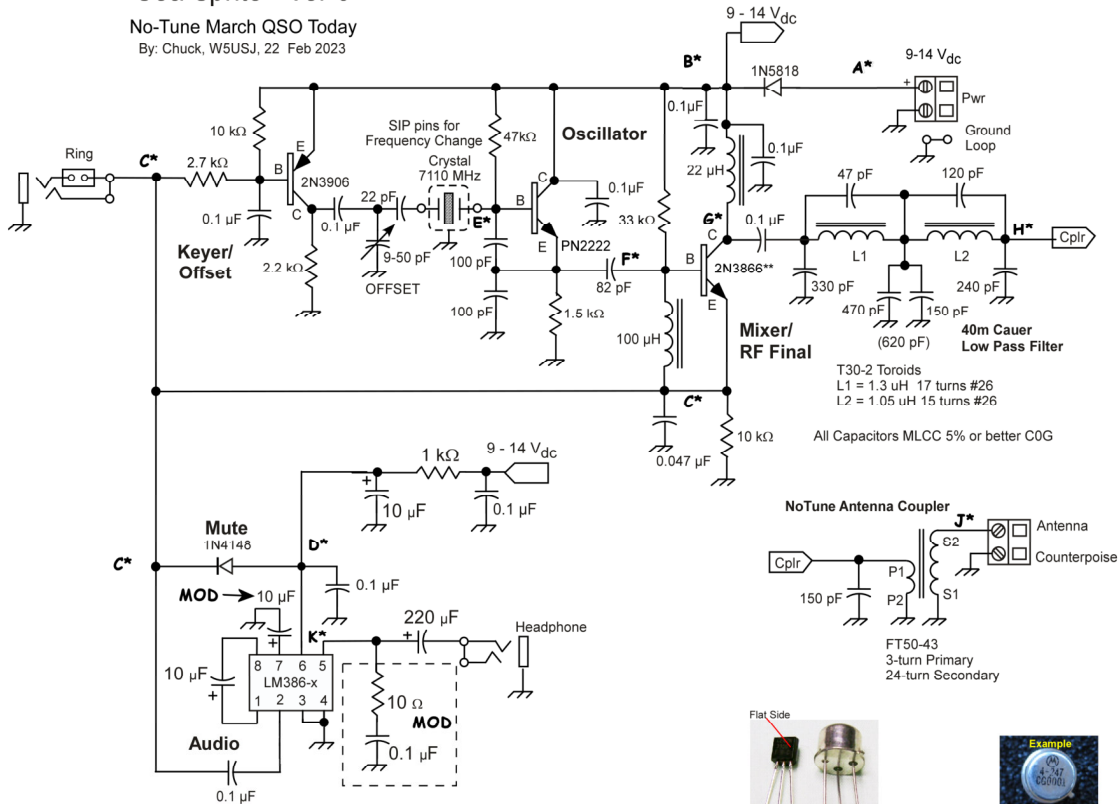 No-Tune March QSO Today
By: Chuck, W5USJ, 22 Feb 2023
9 - 14 Vdc
B*
1N5818
A*
9-14 Vdc
+
Pwr
Ground
Loop
0.1µF
10 kΩ
E
SIP pins for
Frequency Change
47kΩ
Oscillator
Ring
C*
2.7 kΩ
B
2N3906
C
Crystal
7110 MHz
22 pF
0.1 µF
0.1 µF
E*
B
C
E
PN2222
0.1µF
22 µH
0.1µF
33 kΩ
G*
C
0.1 µF
47 pF
120 pF
H*
Cplr
L1
L2
Keyer/
Offset
2.2 kΩ
9-50 pF
OFFSET
100 pF
100 pF
F*
82 pF
1.5 kΩ
B
2N3866**
E
330 pF
470 pF
150 pF
(620 pF)
240 pF
100 µH
Mixer/
RF Final
40m Cauer
Low Pass Filter
T30-2 Toroids
L1 = 1.3 uH 17 turns #26
L2 = 1.05 uH 15 turns #26
C*
0.047 µF
10 kΩ
All Capacitors MLCC 5% or better C0G
1 kΩ
9 - 14 Vdc
+
10 µF
0.1 µF
Mute
1N4148
C*
D*
0.1 µF
NoTune Antenna Coupler
J*
Antenna
Counterpoise
Cplr
150 pF
P1
P2
S2
S1
FT50-43
3-turn Primary
24-turn Secondary
MOD
10 µF
+
K*
220 µF
+
Headphone
10 µF
+
8 7 6 5
LM386-x
1 2 3 4
10 Ω
MOD
0.1 µF
Audio
0.1 µF
Flat Side
Example
4-247